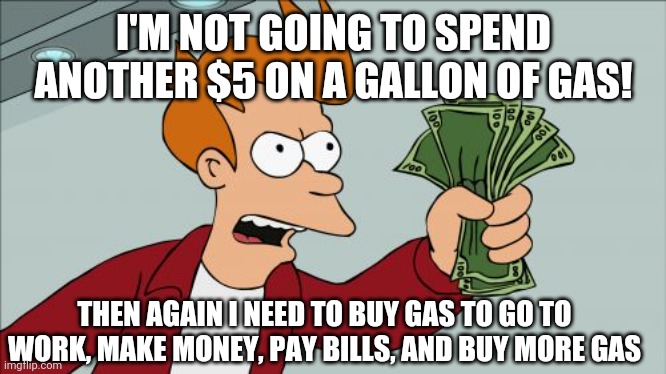 I'M NOT GOING TO SPEND
ANOTHER $5 ON A GALLON OF GAS!
100
THEN AGAIN I NEED TO BUY GAS TO GO TO
WORK, MAKE MONEY, PAY BILLS, AND BUY MORE GAS
imgflip.com